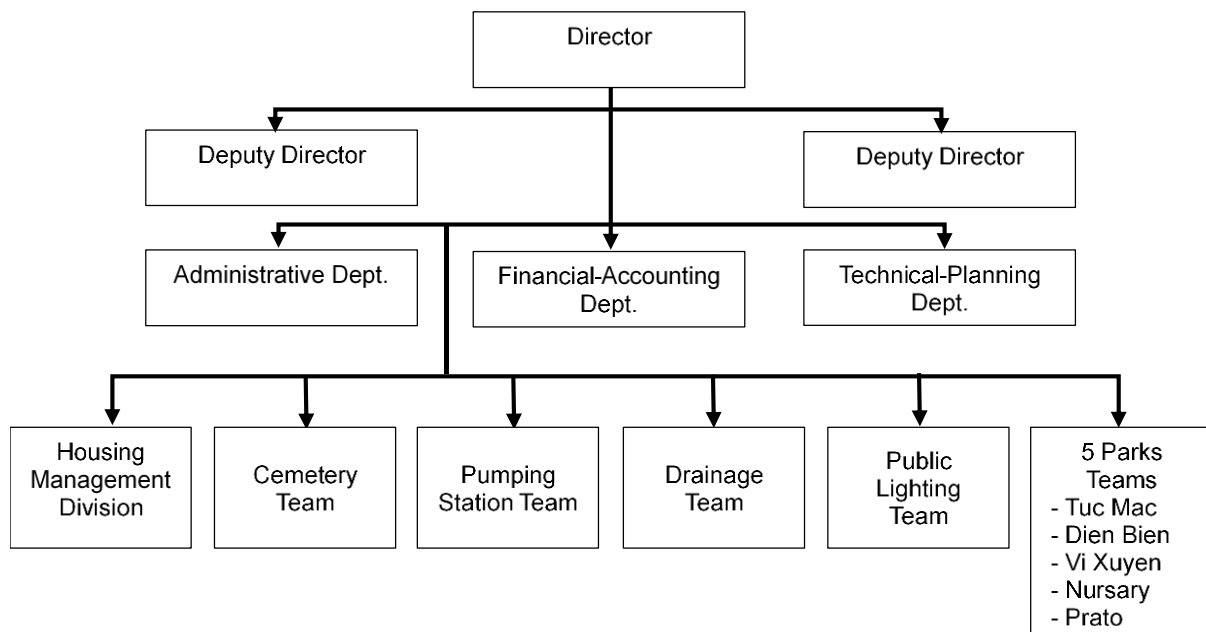 Director
Deputy Director
Deputy Director
Administrative Dept.
Financial-Accounting
Dept.
Technical-Planning
Dept.
Housing
Management
Division
Cemetery
Team
Pumping
Station Team
Drainage
Team
Public
Lighting
Team
5 Parks
Teams
- Tuc Mac
- Dien Bien
- Vi Xuyen
- Nursary
- Prato